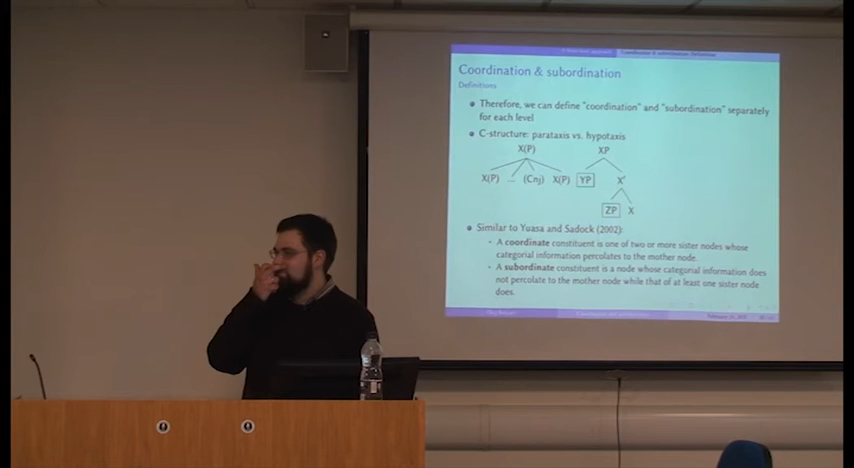 Coordination & subordination
Definitions
Therefore, we can define "coordination" and "subordination" separately
for each level
C-structure: parataxis vs. hypotaxis
X(P) XP
X(P) ... (Cnj) X(P) YP X'
ZP X
Similar to Yuasa and Sadock (2002):
A coordinate constituent is one of two or more sister nodes whose
categorial information percolates to the mother node.
A subordinate constituent is a node whose categorial information does
not percolate to the mother node while that of at least one sister node
does.